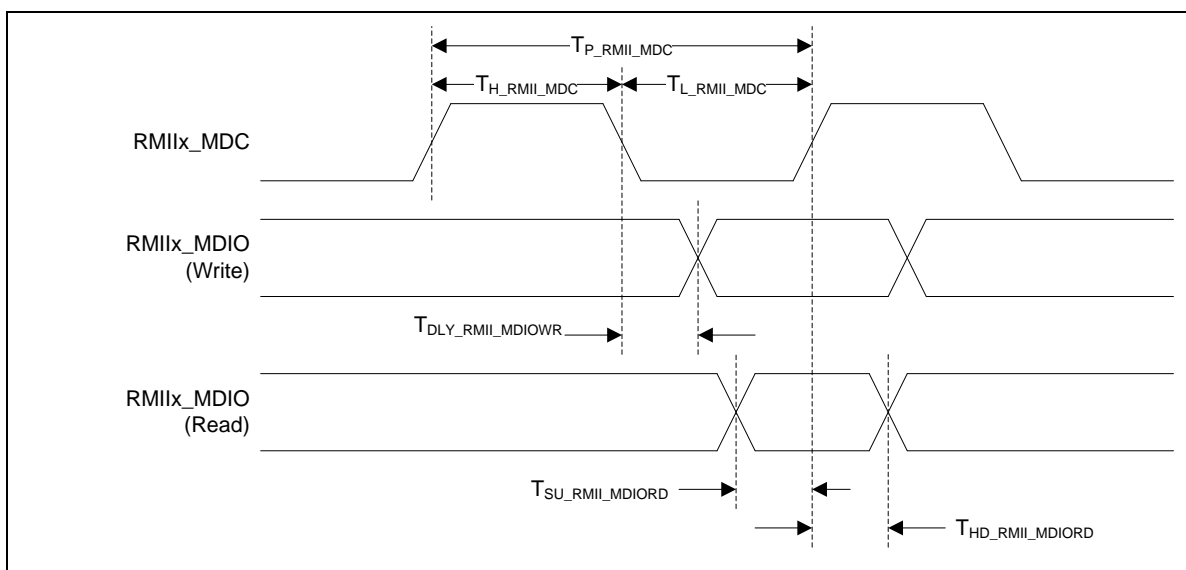 TP_RMII_MDC
TH_RMII_MDC
TL_RMII_MDC
RMIIx_MDC
RMIIx_MDIO
(Write)
TDLY_RMII_MDIOWR
RMIIx_MDIO
(Read)
TSU_RMII_MDIORD
THD_RMII_MDIORD